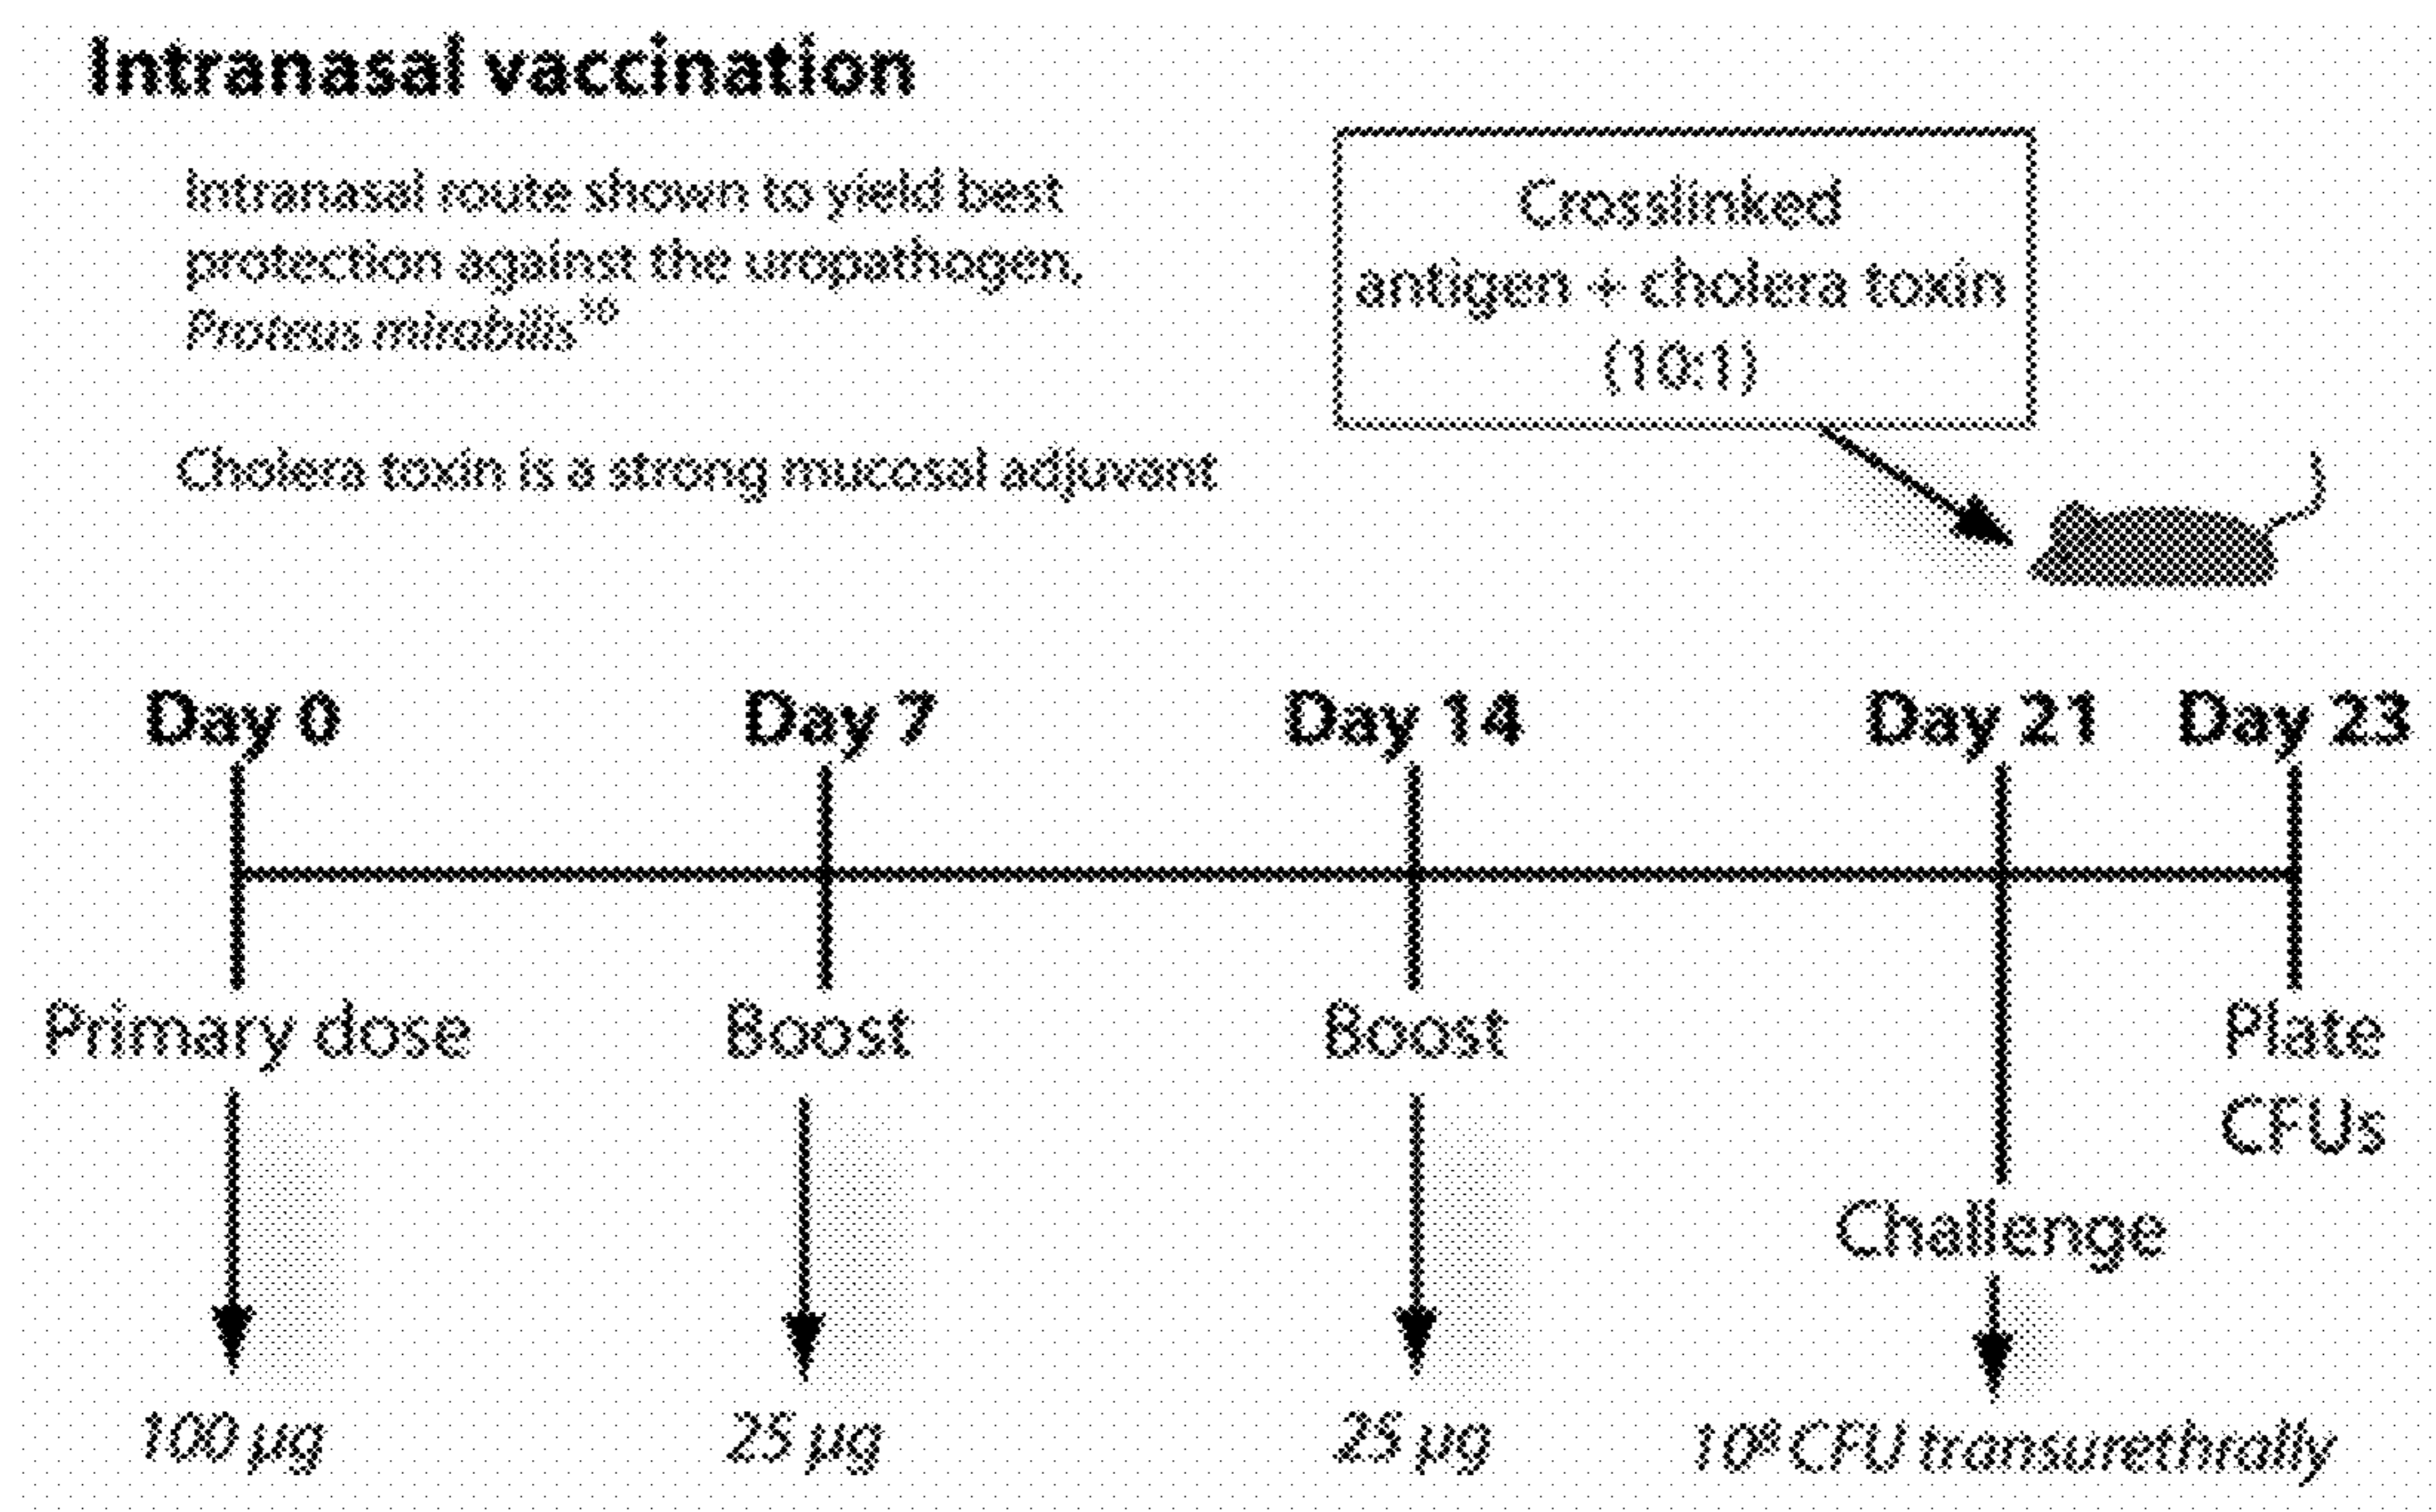 Intranasal vaccination
Intranasal route shown to yield best
protection against the uropathogen,
Proteus mirabilis
Cholera toxin is a strong mucosal adjuvant
Crosslinked
antigen + cholera toxin
(10:1)
Day 0
Day 7
Day 14
Day 21
Day 23
Primary dose
Boost
Boost
Plate
CFUs
Challenge
100 µg
25 µg
25 µg
10⁸ CFU transurethrally